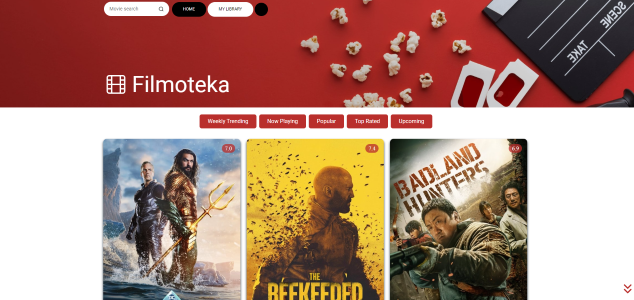 Movie search
HOME
MY LIBRARY
SCENE
TAKE
Filmoteka
Weekly Trending
Now Playing
Popular
Top Rated
Upcoming
7.0
7.4
6.9
BADLAND
HUNTERS
THE
BEEKEEPER